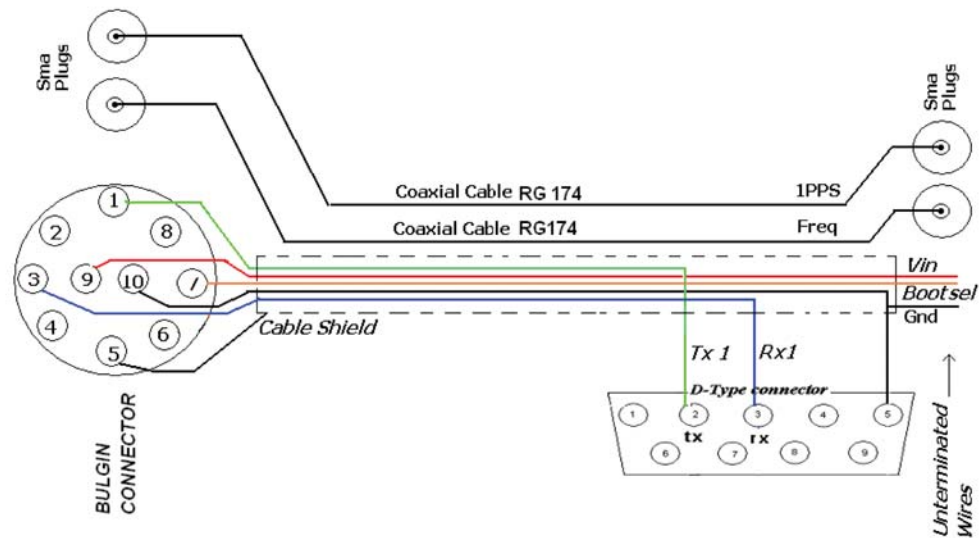 Sma
Plugs
Sma
Plugs
Coaxial Cable RG 174
1PPS
Coaxial Cable RG174
Freq
1
2
8
3
9
10
7
4
6
5
Vin
Bootsel
Gnd
Cable Shield
Tx 1
Rx1
D-Type connector
1
2
3
4
5
tx
rx
6
7
8
9
BULGIN
CONNECTOR
Unterminated
Wires